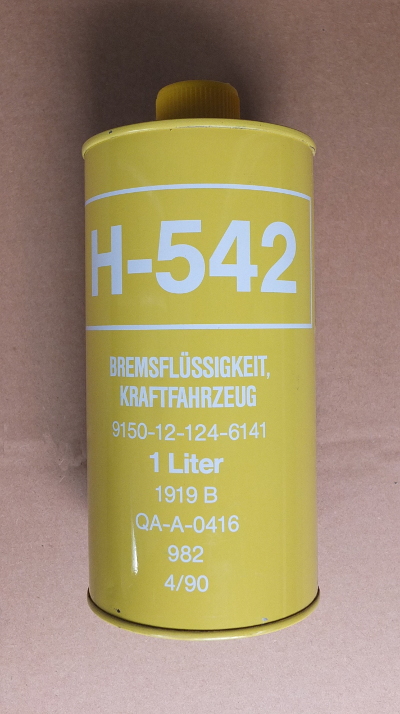 H-542
BREMSFLÜSSIGKEIT,
KRAFTFAHRZEUG
9150-12-124-6141
1 Liter
1919 B
QA-A-0416
982
4/90